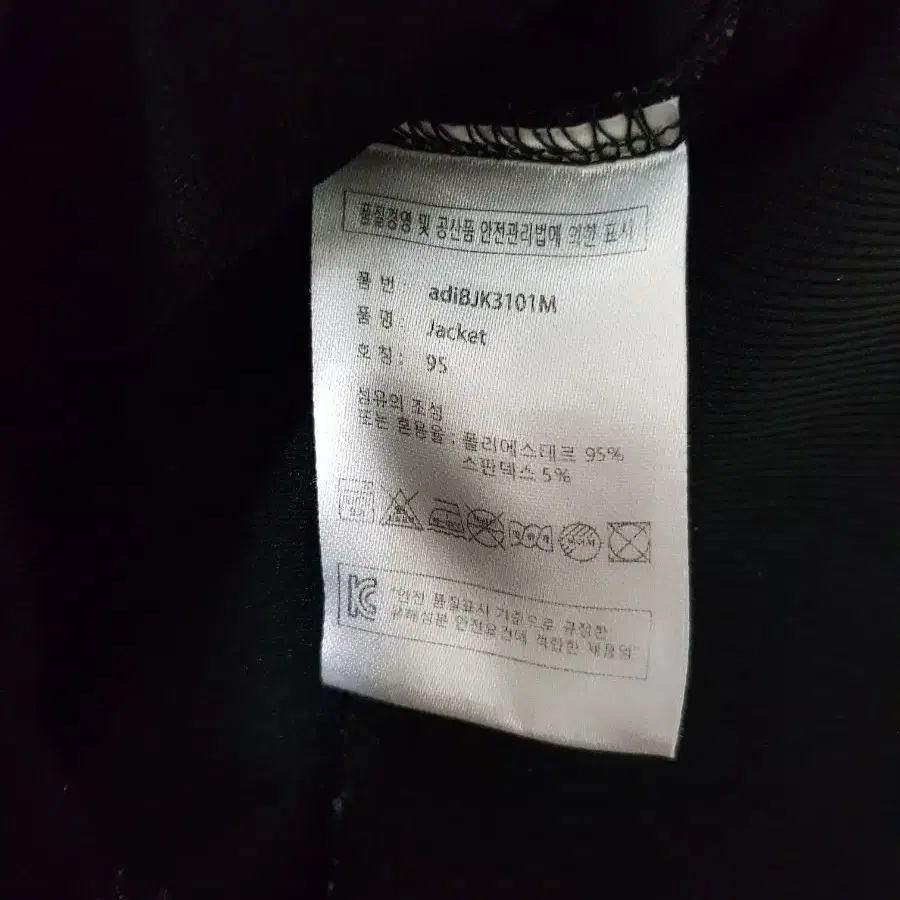 품질경영 및 공산품 안전관리법에 의한 표시
품 번 adiBJK3101M
품 명 Jacket
호 칭 : 95
섬유의 조성
또는 혼용율 : 폴리에스테르 95%
스판덱스 5%
"안전 품질표시 기준으로 규정한
유해성분 안전요건에 적합한 제품임"